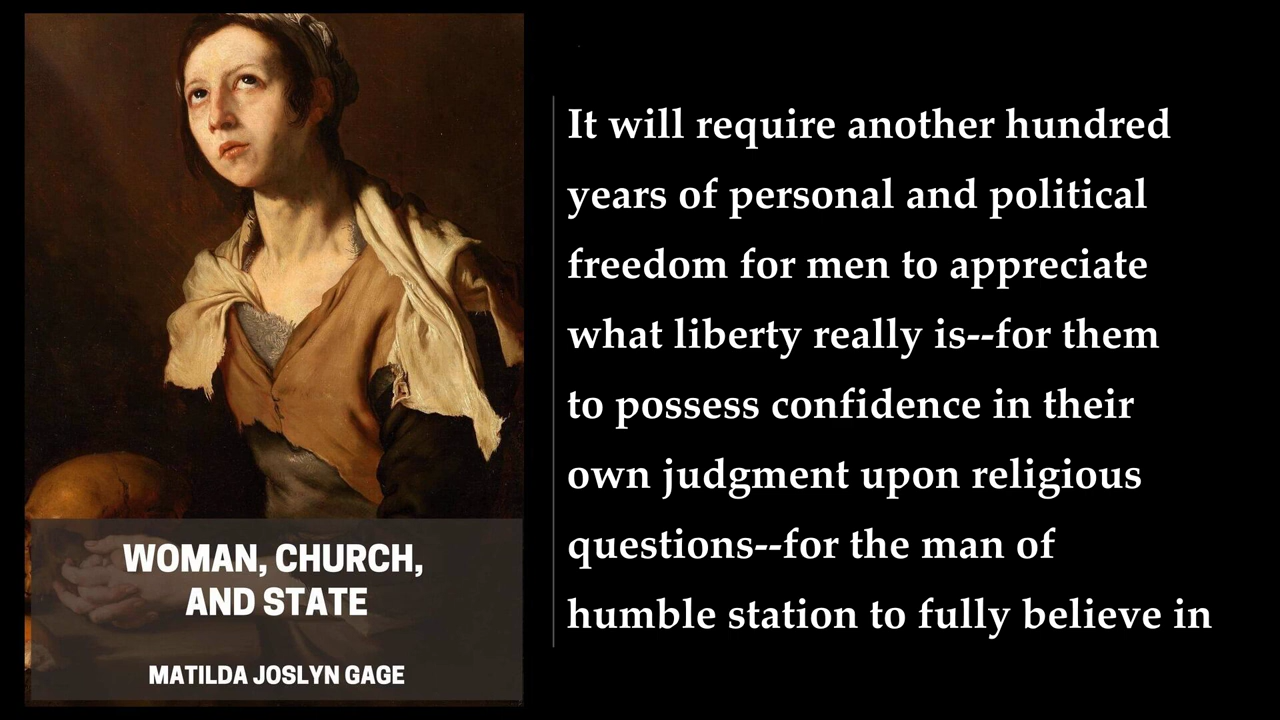 WOMAN, CHURCH,
AND STATE
MATILDA JOSLYN GAGE
It will require another hundred
years of personal and political
freedom for men to appreciate
what liberty really is--for them
to possess confidence in their
own judgment upon religious
questions--for the man of
humble station to fully believe in